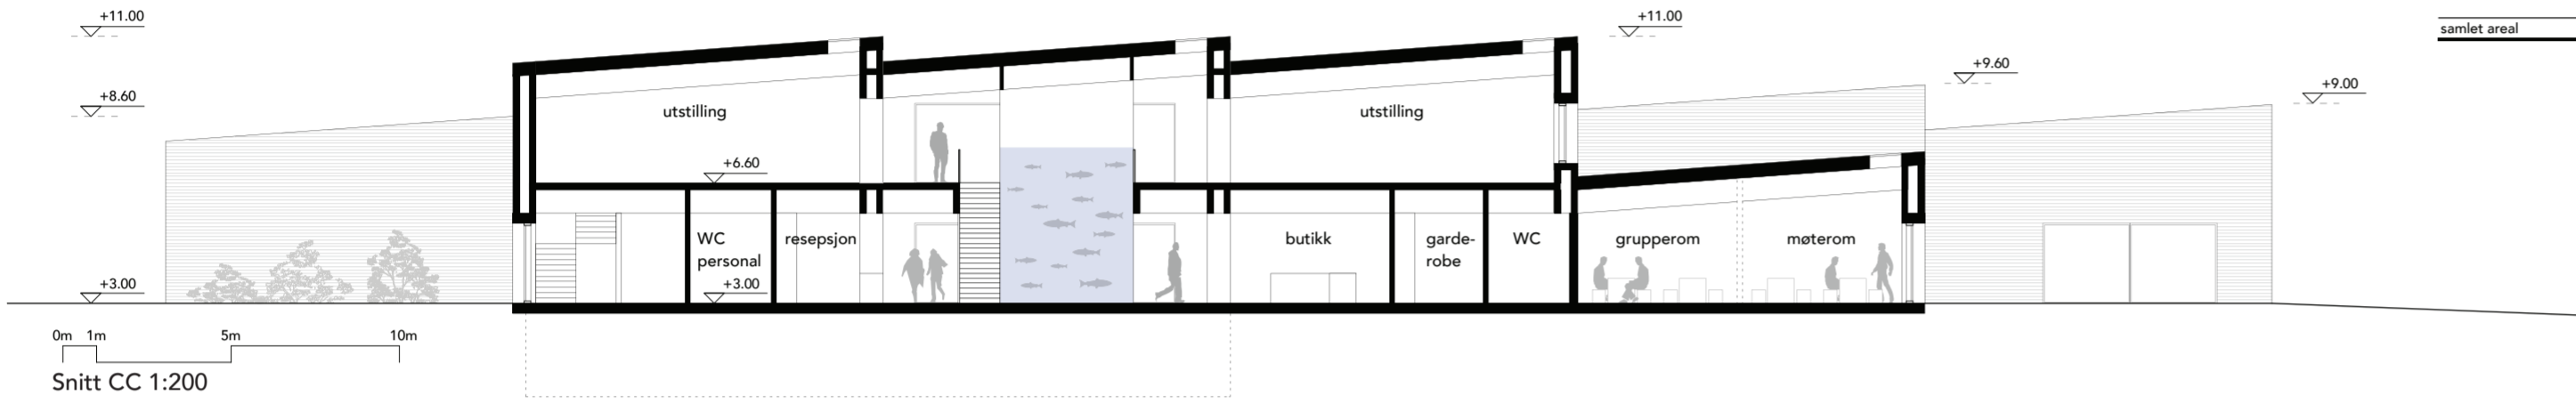 +11.00
+11.00
samlet areal
+9.60
+9.00
+8.60
utstilling
utstilling
+6.60
WC
personal
resepsjon
butikk
garde-
robe
WC
grupperom
møterom
+3.00
+3.00
0m 1m 5m 10m
Snitt CC 1:200